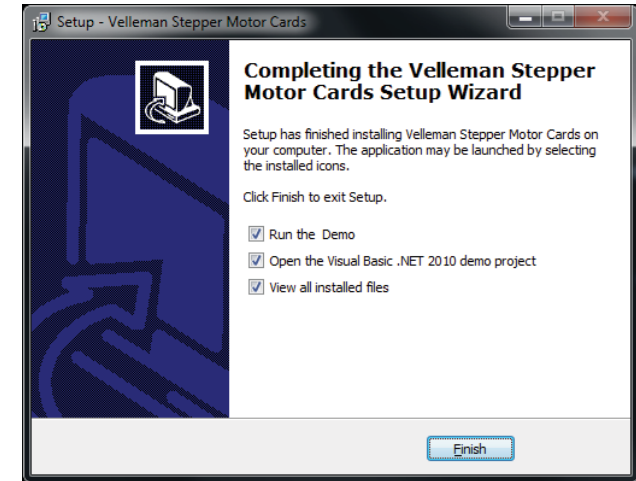 Setup - Velleman Stepper Motor Cards
Completing the Velleman Stepper
Motor Cards Setup Wizard
Setup has finished installing Velleman Stepper Motor Cards on
your computer. The application may be launched by selecting
the installed icons.
Click Finish to exit Setup.
Run the  Demo
Open the Visual Basic .NET 2010 demo project
View all installed files
Finish